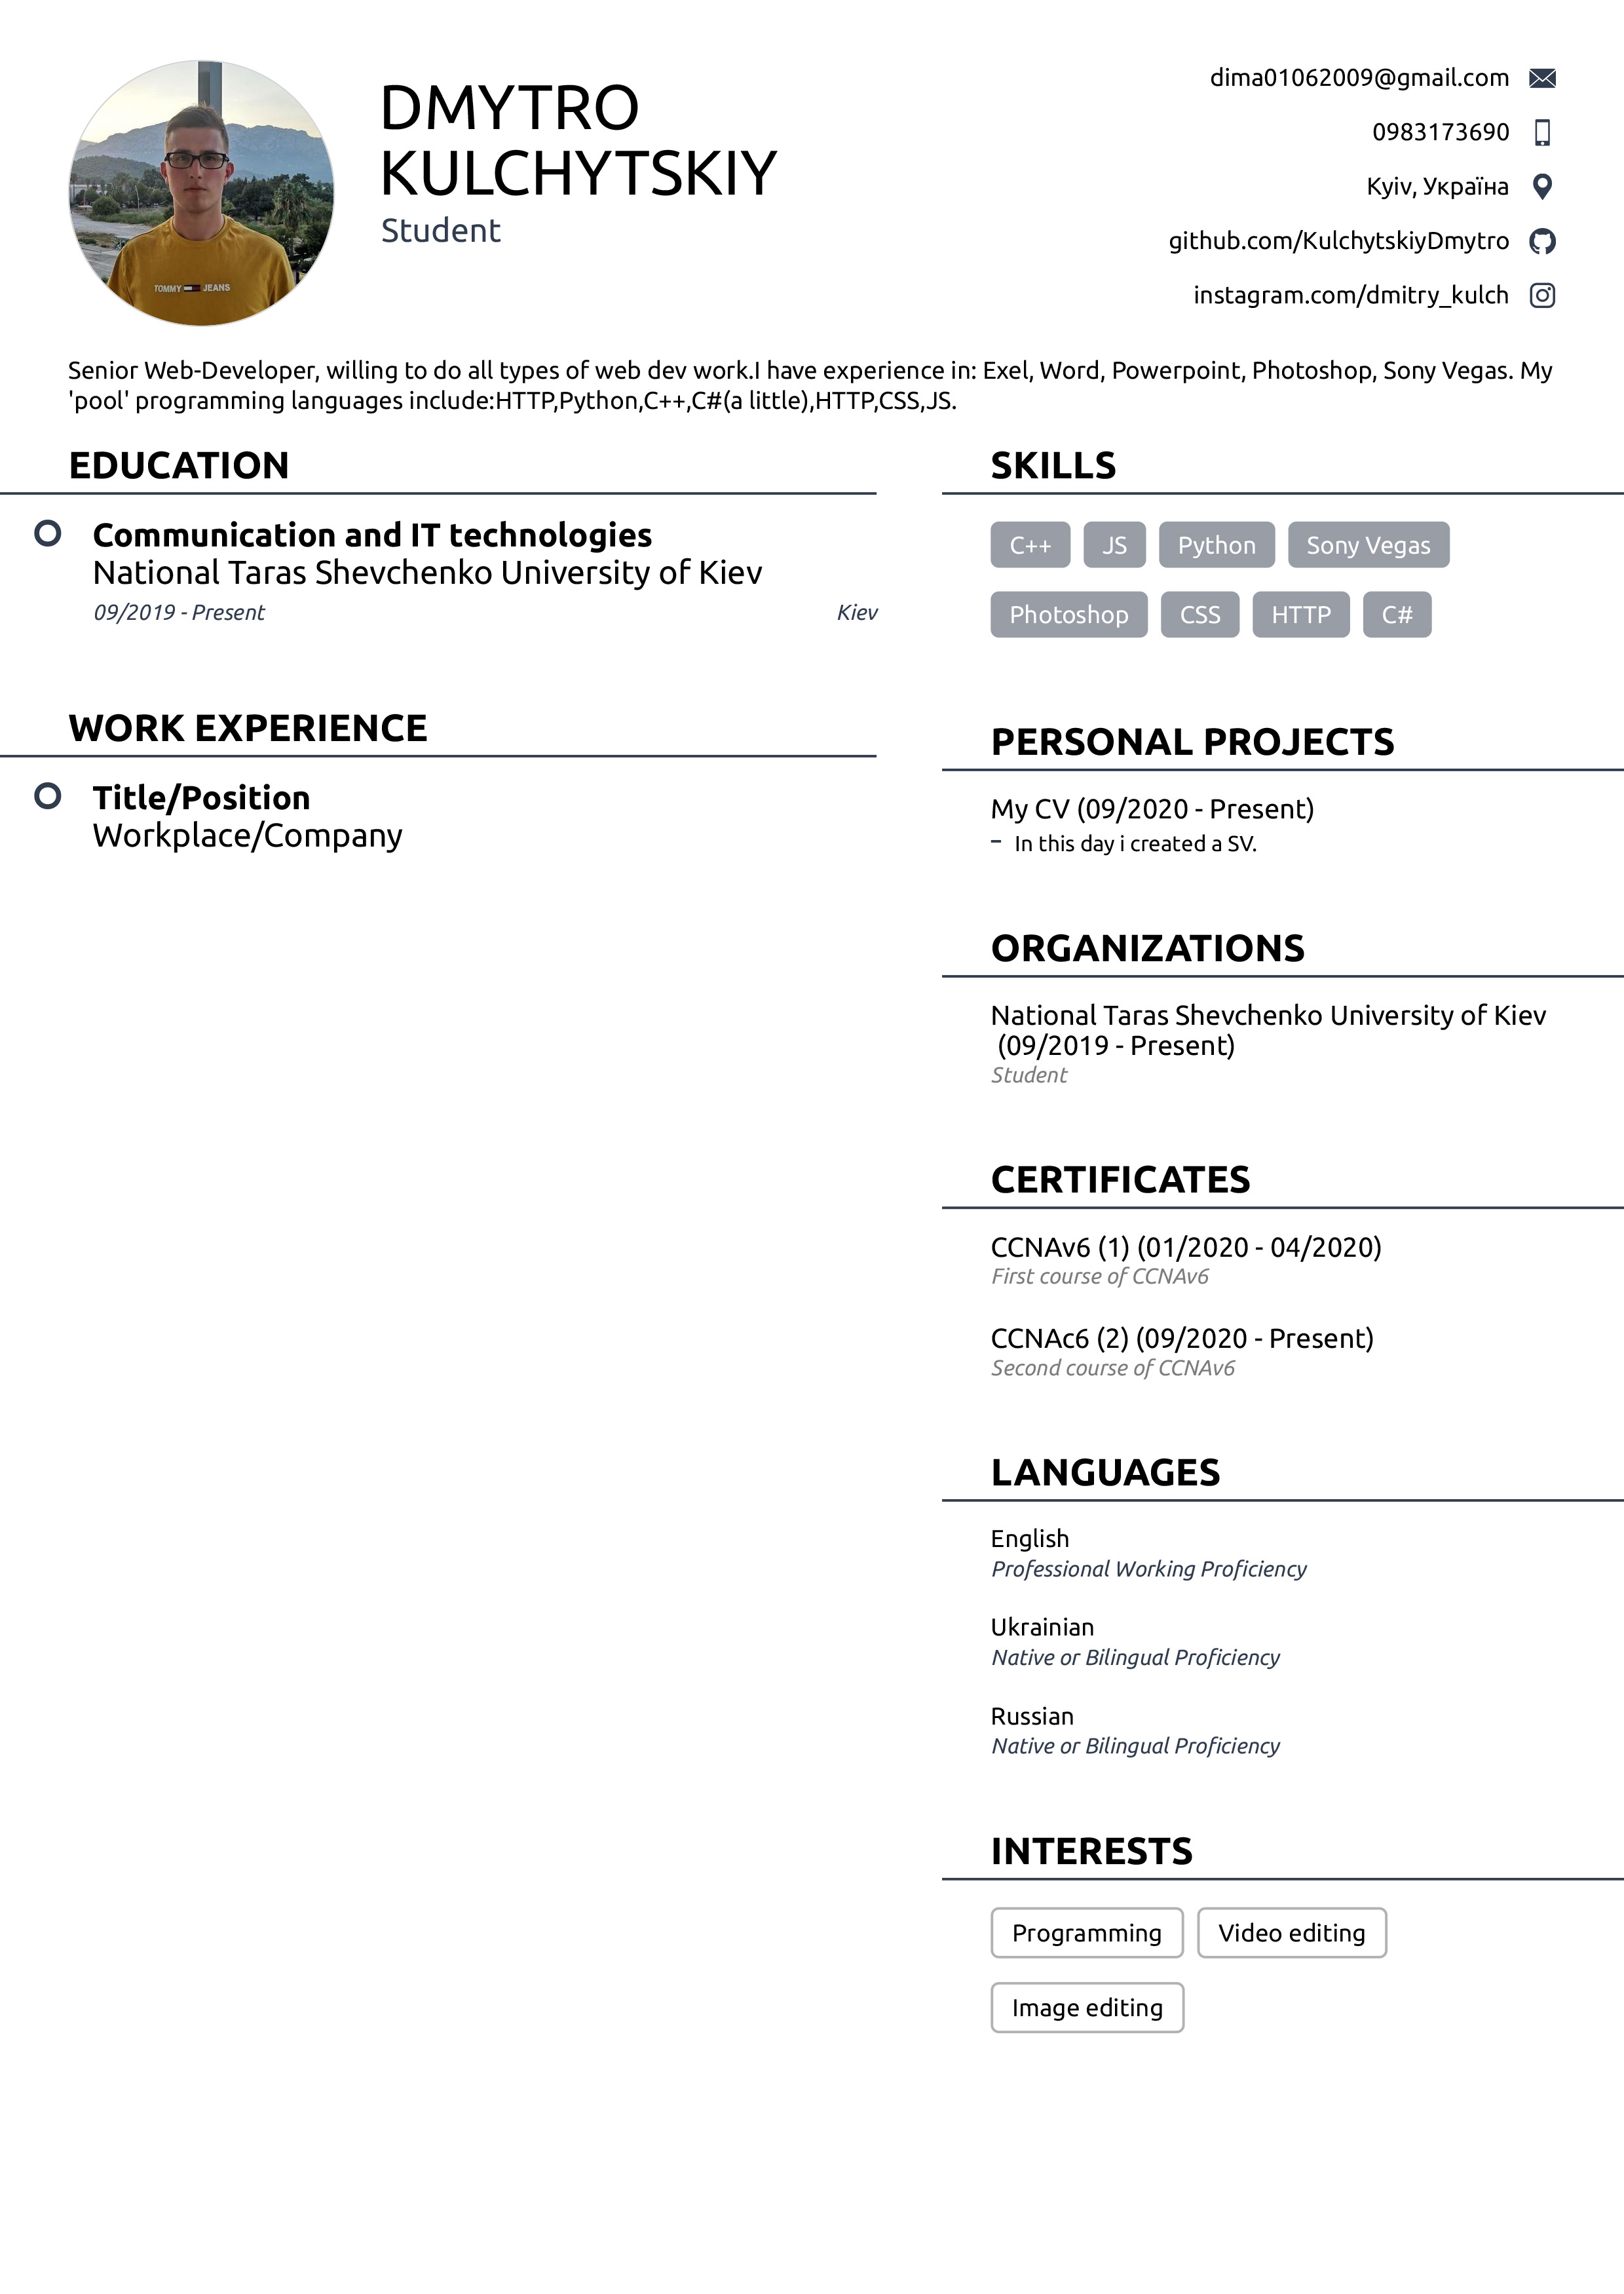 DMYTRO
KULCHYTSKIY
Student
dima01062009@gmail.com
0983173690
Kyiv, Україна
github.com/KulchytskiyDmytro
instagram.com/dmitry_kulch
TOMMY JEANS
Senior Web-Developer, willing to do all types of web dev work.I have experience in: Exel, Word, Powerpoint, Photoshop, Sony Vegas. My
'pool' programming languages include:HTTP,Python,C++,C#(a little),HTTP,CSS,JS.
EDUCATION
Communication and IT technologies
National Taras Shevchenko University of Kiev
09/2019 - Present Kiev
WORK EXPERIENCE
Title/Position
Workplace/Company
SKILLS
C++ JS Python Sony Vegas
Photoshop CSS HTTP C#
PERSONAL PROJECTS
My CV (09/2020 - Present)
– In this day i created a SV.
ORGANIZATIONS
National Taras Shevchenko University of Kiev
(09/2019 - Present)
Student
CERTIFICATES
CCNAv6 (1) (01/2020 - 04/2020)
First course of CCNAv6
CCNAc6 (2) (09/2020 - Present)
Second course of CCNAv6
LANGUAGES
English
Professional Working Proficiency
Ukrainian
Native or Bilingual Proficiency
Russian
Native or Bilingual Proficiency
INTERESTS
Programming Video editing
Image editing